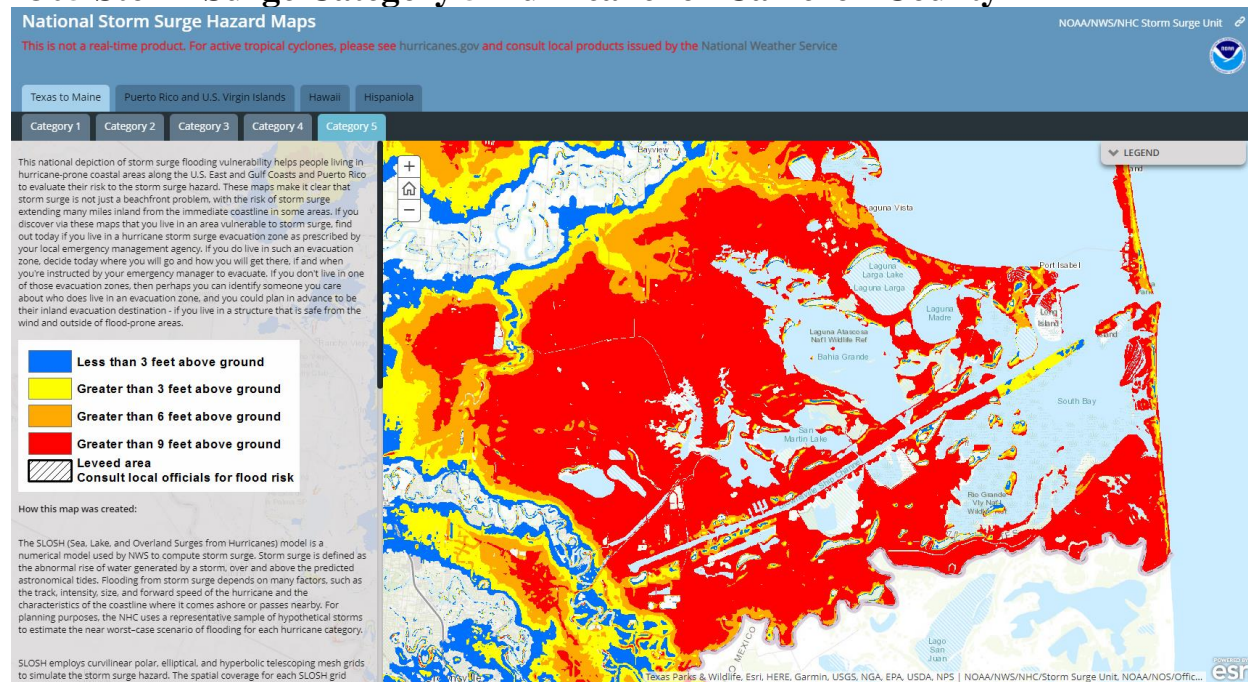 National Storm Surge Hazard Maps
NOAA/NWS/NHC Storm Surge Unit
This is not a real-time product. For active tropical cyclones, please see hurricanes.gov and consult local products issued by the National Weather Service
Texas to Maine
Puerto Rico and U.S. Virgin Islands
Hawaii
Hispaniola
Category 1
Category 2
Category 3
Category 4
Category 5
This national depiction of storm surge flooding vulnerability helps people living in
hurricane-prone coastal areas along the U.S. East and Gulf Coasts and Puerto Rico
to evaluate their risk to the storm surge hazard. These maps make it clear that
storm surge is not just a beachfront problem, with the risk of storm surge
extending many miles inland from the immediate coastline in some areas. If you
discover via these maps that you live in an area vulnerable to storm surge, find
out today if you live in a hurricane storm surge evacuation zone as prescribed by
your local emergency management agency. If you do live in such an evacuation
zone, decide today where you will go and how you will get there, if and when
you're instructed by your emergency manager to evacuate. If you don't live in one
of those evacuation zones, then perhaps you can identify someone you care
about who does live in an evacuation zone, and you could plan in advance to be
their inland evacuation destination - if you live in a structure that is safe from the
wind and outside of flood-prone areas.
Less than 3 feet above ground
Greater than 3 feet above ground
Greater than 6 feet above ground
Greater than 9 feet above ground
Leveed area
Consult local officials for flood risk
How this map was created:
The SLOSH (Sea, Lake, and Overland Surges from Hurricanes) model is a
numerical model used by NWS to compute storm surge. Storm surge is defined as
the abnormal rise of water generated by a storm, over and above the predicted
astronomical tides. Flooding from storm surge depends on many factors, such as
the track, intensity, size, and forward speed of the hurricane and the
characteristics of the coastline where it comes ashore or passes nearby. For
planning purposes, the NHC uses a representative sample of hypothetical storms
to estimate the near worst-case scenario of flooding for each hurricane category.
SLOSH employs curvilinear polar, elliptical, and hyperbolic telescoping mesh grids
to simulate the storm surge hazard. The spatial coverage for each SLOSH grid
LEGEND
Bayview
Laguna Vista
Laguna
Larga Lake
Laguna Larga
Port Isabel
Laguna
Madre
Long
Island
Laguna Atascosa
Nat'l Wildlife Ref
Bahia Grande
South Bay
San
Martin Lake
Rio Grande
Vly Nat'l
MEXICO
Lago
San
Juan
Texas Parks & Wildlife, Esri, HERE, Garmin, USGS, NGA, EPA, USDA, NPS | NOAA/NWS/NHC/Storm Surge Unit, NOAA/NOS/Offic...
POWERED BY
esri